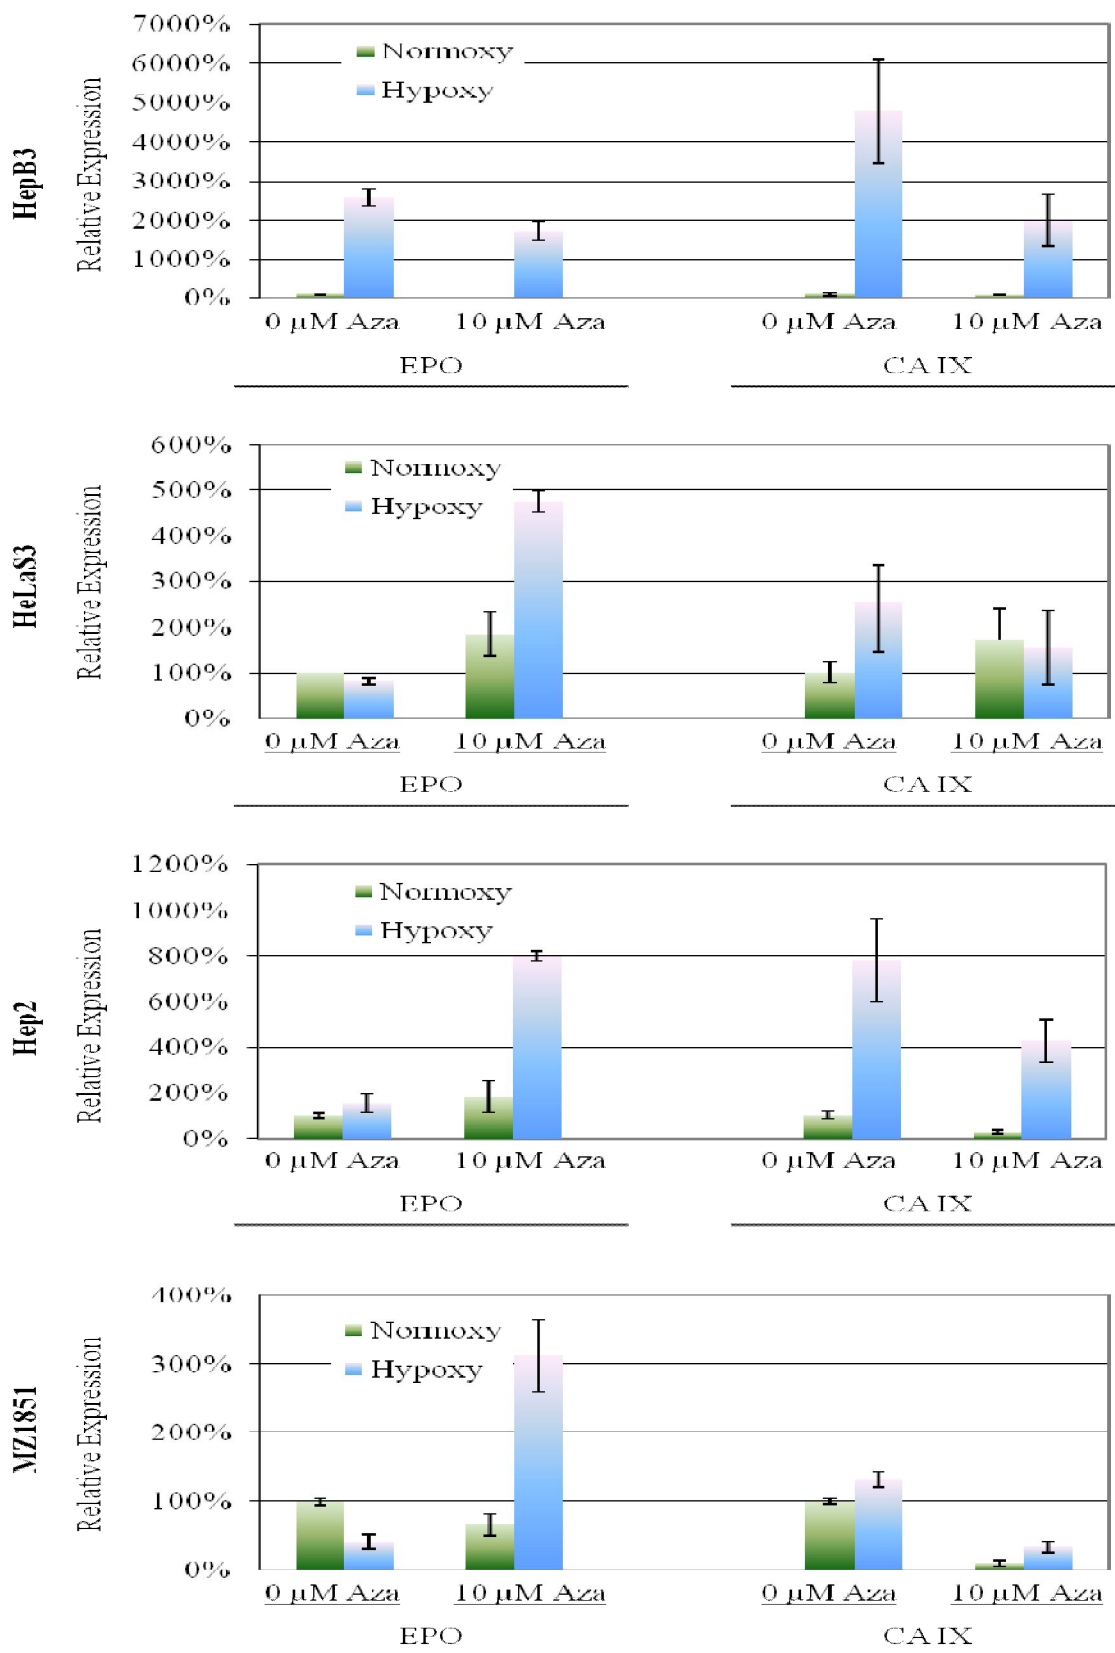 HepB3
Relative Expression
7000%
6000%
5000%
4000%
3000%
2000%
1000%
0%
Normoxy
Hypoxy
0 µM Aza 10 µM Aza 0 µM Aza 10 µM Aza
EPO CA IX
HeLaS3
Relative Expression
600%
500%
400%
300%
200%
100%
0%
Normoxy
Hypoxy
0 µM Aza 10 µM Aza 0 µM Aza 10 µM Aza
EPO CA IX
Hep2
Relative Expression
1200%
1000%
800%
600%
400%
200%
0%
Normoxy
Hypoxy
0 µM Aza 10 µM Aza 0 µM Aza 10 µM Aza
EPO CA IX
MZ1851
Relative Expression
400%
300%
200%
100%
0%
Normoxy
Hypoxy
0 µM Aza 10 µM Aza 0 µM Aza 10 µM Aza
EPO CA IX